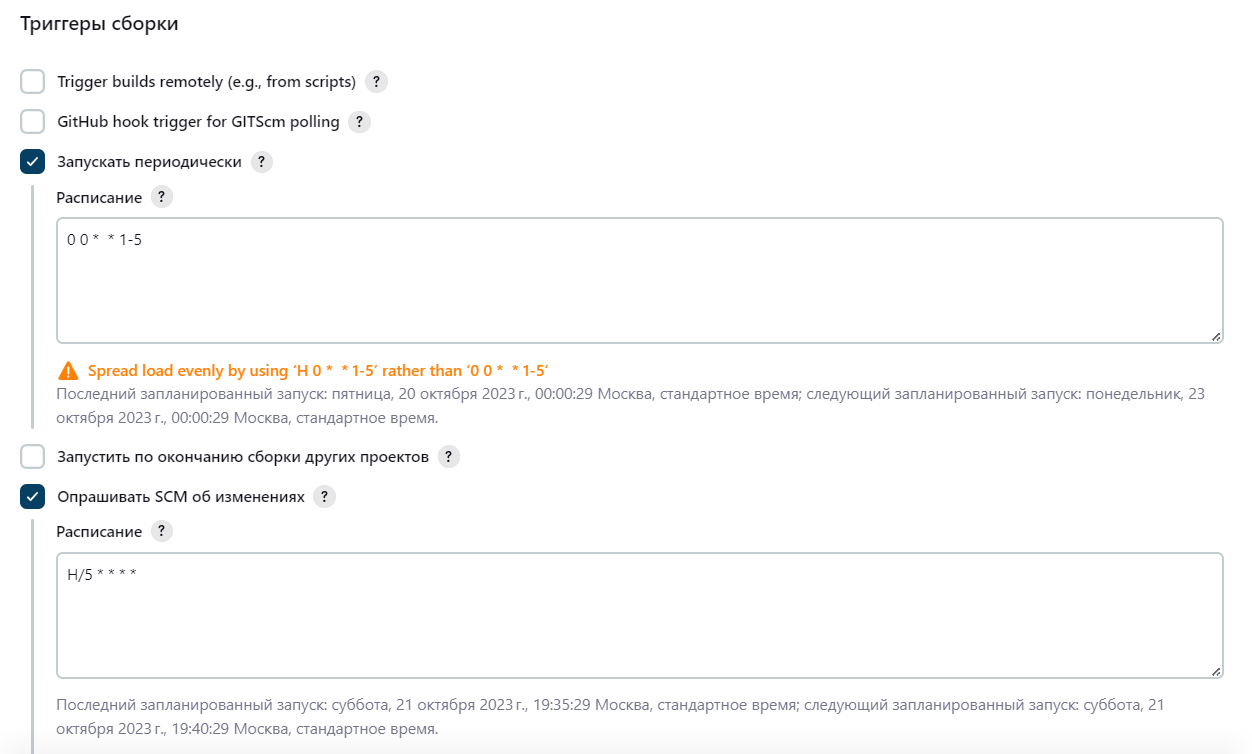 Триггеры сборки
Trigger builds remotely (e.g., from scripts) ?
GitHub hook trigger for GITScm polling ?
Запускать периодически ?
Расписание ?
0 0 *  * 1-5
Spread load evenly by using ‘H 0 *  * 1-5’ rather than ‘0 0 *  * 1-5’
Последний запланированный запуск: пятница, 20 октября 2023 г., 00:00:29 Москва, стандартное время; следующий запланированный запуск: понедельник, 23
октября 2023 г., 00:00:29 Москва, стандартное время.
Запустить по окончанию сборки других проектов ?
Опрашивать SCM об изменениях ?
Расписание ?
H/5 * * * *
Последний запланированный запуск: суббота, 21 октября 2023 г., 19:35:29 Москва, стандартное время; следующий запланированный запуск: суббота, 21
октября 2023 г., 19:40:29 Москва, стандартное время.